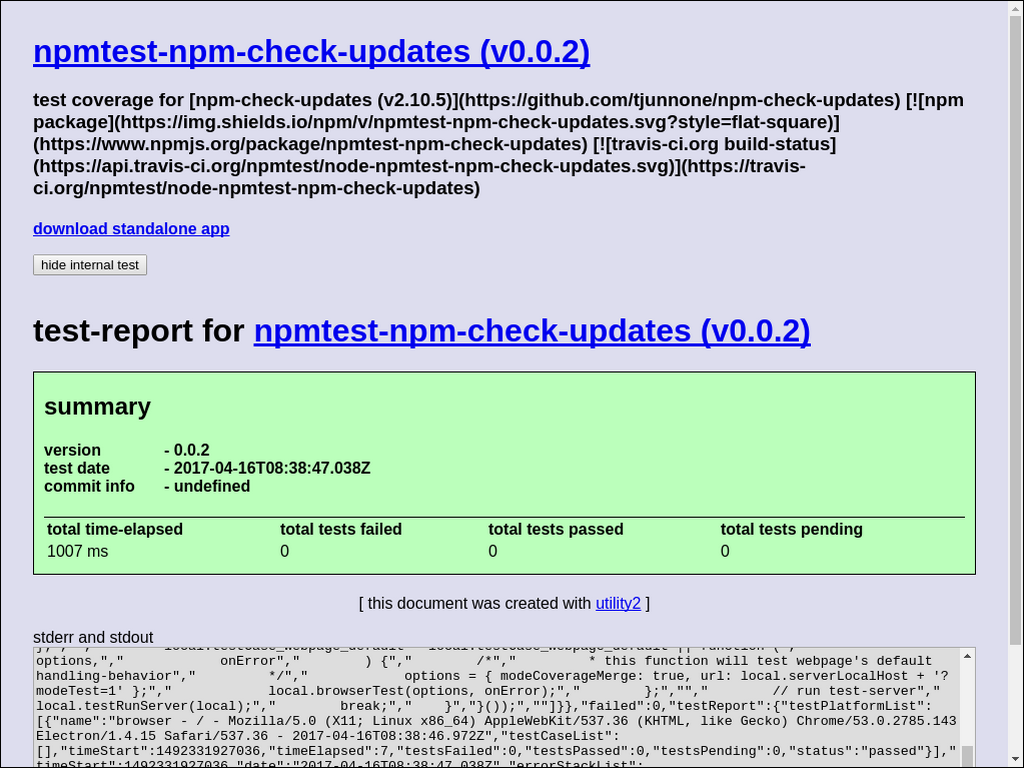 npmtest-npm-check-updates (v0.0.2)
test coverage for [npm-check-updates (v2.10.5)](https://github.com/tjunnone/npm-check-updates) [![npm
package](https://img.shields.io/npm/v/npmtest-npm-check-updates.svg?style=flat-square)]
(https://www.npmjs.org/package/npmtest-npm-check-updates) [![travis-ci.org build-status]
(https://api.travis-ci.org/npmtest/node-npmtest-npm-check-updates.svg)](https://travis-
ci.org/npmtest/node-npmtest-npm-check-updates)
download standalone app
hide internal test
test-report for npmtest-npm-check-updates (v0.0.2)
summary
version - 0.0.2
test date - 2017-04-16T08:38:47.038Z
commit info - undefined
total time-elapsed total tests failed total tests passed total tests pending
1007 ms 0 0 0
[ this document was created with utility2 ]
stderr and stdout
options,"," onError"," ) {"," /*"," * this function will test webpage's default
handling-behavior"," */"," options = { modeCoverageMerge: true, url: local.serverLocalHost + '?
modeTest=1' };"," local.browserTest(options, onError);"," };",""," // run test-server","
local.testRunServer(local);"," break;"," }","}());",""]}},"failed":0,"testReport":{"testPlatformList":
[{"name":"browser - / - Mozilla/5.0 (X11; Linux x86_64) AppleWebKit/537.36 (KHTML, like Gecko) Chrome/53.0.2785.143
Electron/1.4.15 Safari/537.36 - 2017-04-16T08:38:46.972Z","testCaseList":
[],"timeStart":1492331927036,"timeElapsed":7,"testsFailed":0,"testsPassed":0,"testsPending":0,"status":"passed"}],"
timeStart":1492331927036,"date":"2017-04-16T08:38:47.038Z","errorStackList":